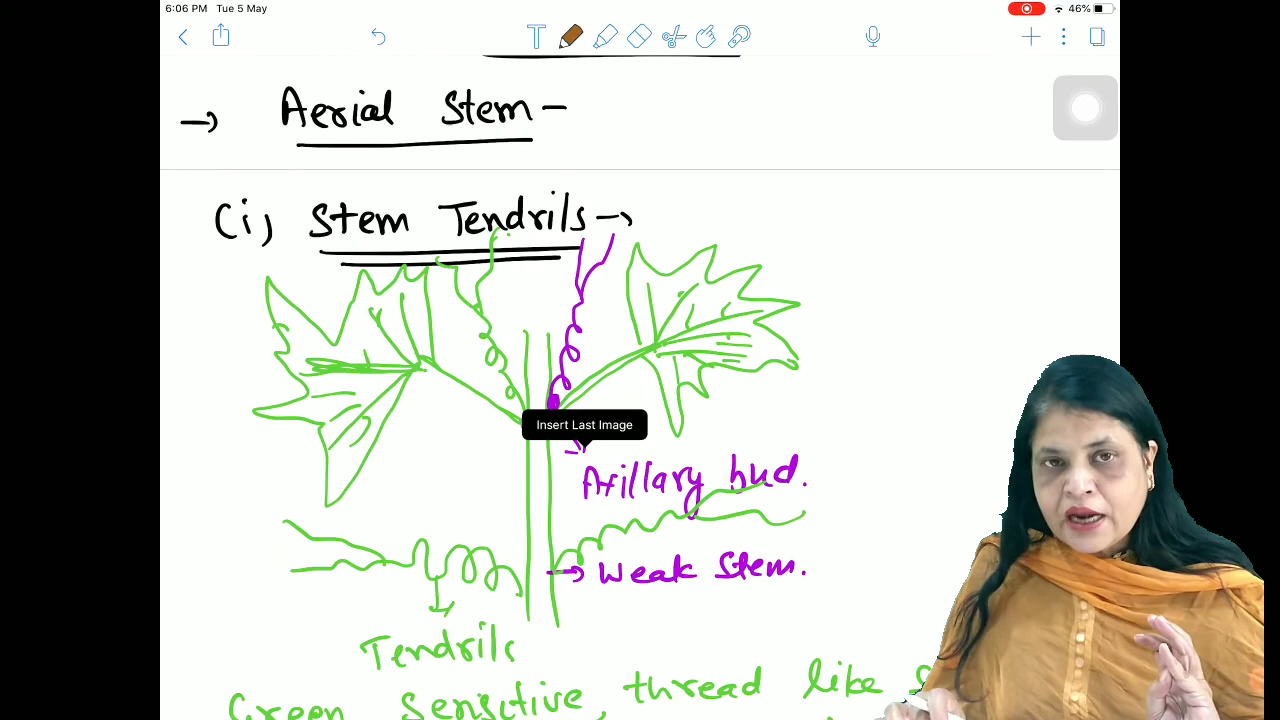 6:06 PM Tue 5 May
46%
→ Aerial Stem-
(i) Stem Tendrils →
Insert Last Image
Axillary bud.
→ Weak Stem.
Tendrils
Green Sensitive, thread like